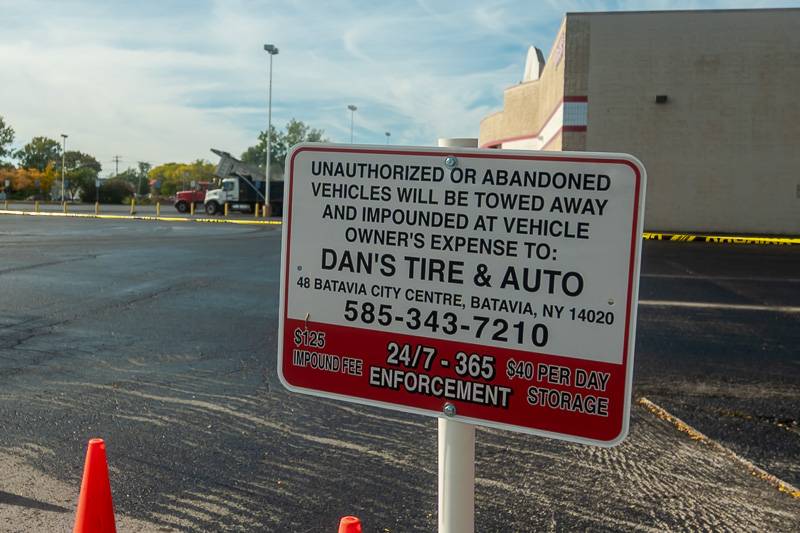 UNAUTHORIZED OR ABANDONED
VEHICLES WILL BE TOWED AWAY
AND IMPOUNDED AT VEHICLE
OWNER'S EXPENSE TO:
DAN'S TIRE & AUTO
48 BATAVIA CITY CENTRE, BATAVIA, NY 14020
585-343-7210
$125
IMPOUND FEE
24/7 - 365
ENFORCEMENT
$40 PER DAY
STORAGE